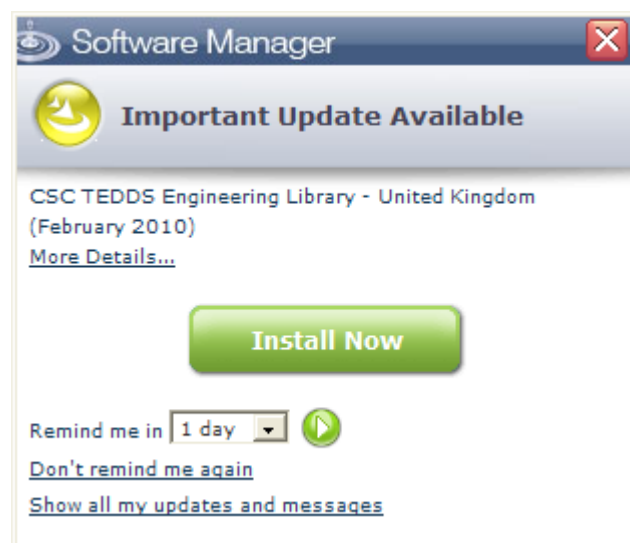 Software Manager
Important Update Available
CSC TEDDS Engineering Library - United Kingdom
(February 2010)
More Details...
Install Now
Remind me in 1 day
Don't remind me again
Show all my updates and messages